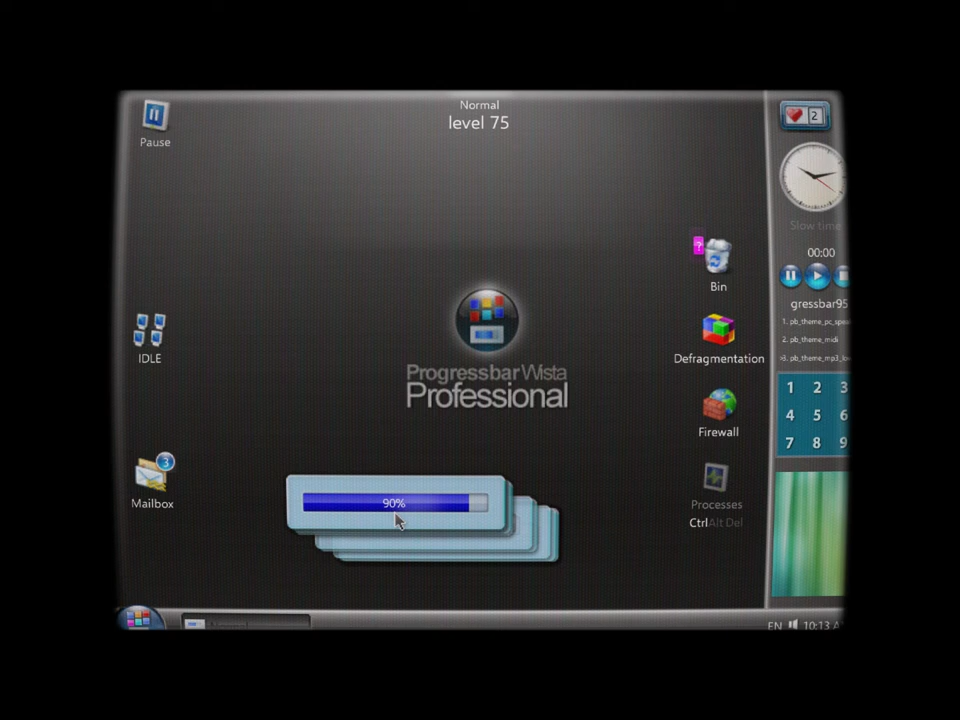 Normal
level 75
Pause
2
Slow time
00:00
?
Bin
gressbar95
1. pb_theme_pc_spea
2. pb_theme_midi
>3. pb_theme_mp3_lo
IDLE
Defragmentation
Progressbar Wista
Professional
1 2 3
4 5 6
7 8 9
Firewall
3
Mailbox
90%
Processes
Ctrl Alt Del
EN 10:13 A